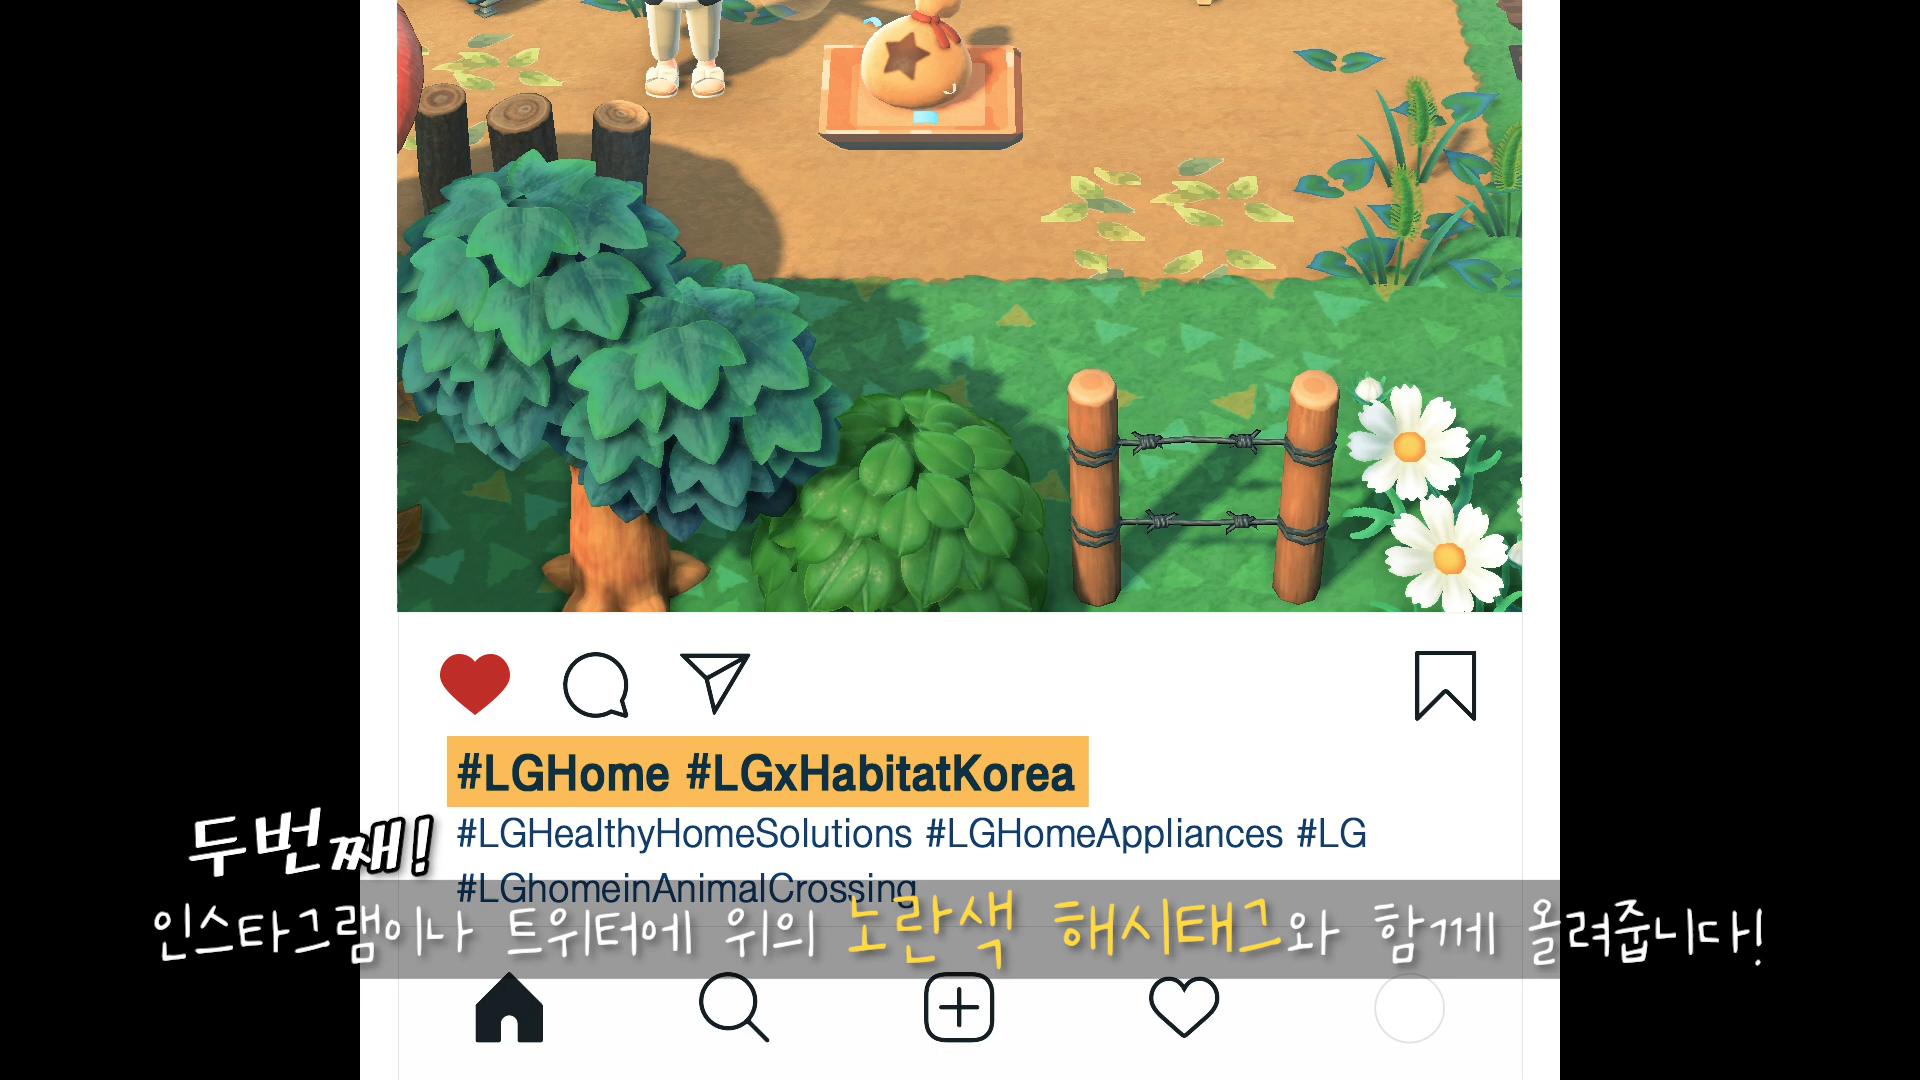 #LGHome #LGxHabitatKorea
#LGHealthyHomeSolutions #LGHomeAppliances #LG
#LGhomeinAnimalCrossing
두번째!
인스타그램이나 트위터에 위의 노란색 해시태그와 함께 올려줍니다!